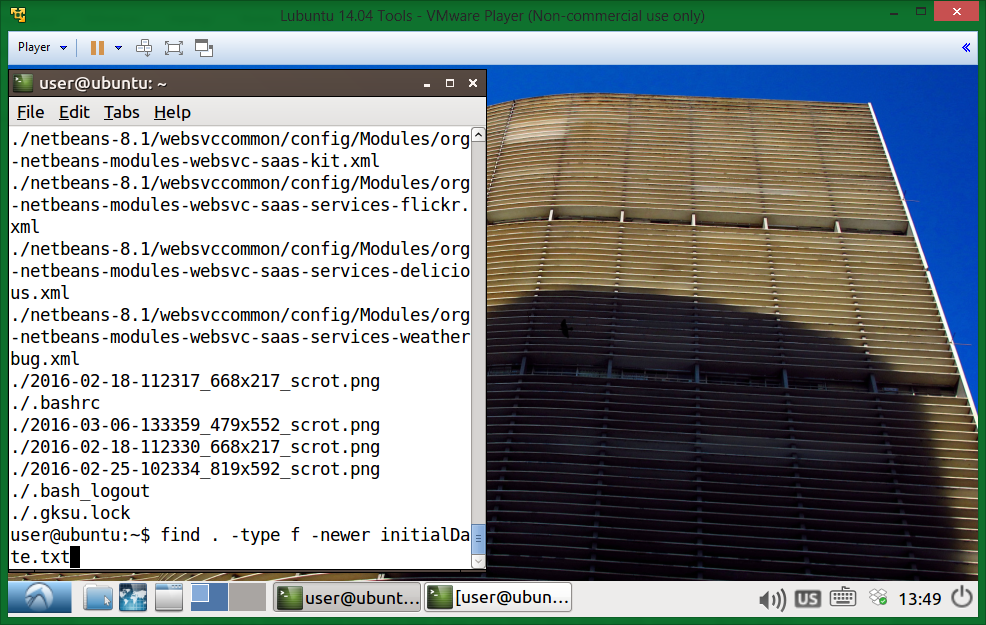 Lubuntu 14.04 Tools - VMware Player (Non-commercial use only)
Player
user@ubuntu: ~
File Edit Tabs Help
./netbeans-8.1/websvccommon/config/Modules/org
-netbeans-modules-websvc-saas-kit.xml
./netbeans-8.1/websvccommon/config/Modules/org
-netbeans-modules-websvc-saas-services-flickr.
xml
./netbeans-8.1/websvccommon/config/Modules/org
-netbeans-modules-websvc-saas-services-delicio
us.xml
./netbeans-8.1/websvccommon/config/Modules/org
-netbeans-modules-websvc-saas-services-weather
bug.xml
./2016-02-18-112317_668x217_scrot.png
./.bashrc
./2016-03-06-133359_479x552_scrot.png
./2016-02-18-112330_668x217_scrot.png
./2016-02-25-102334_819x592_scrot.png
./.bash_logout
./.gksu.lock
user@ubuntu:~$ find . -type f -newer initialDa
te.txt
user@ubunt... [user@ubun... US 13:49